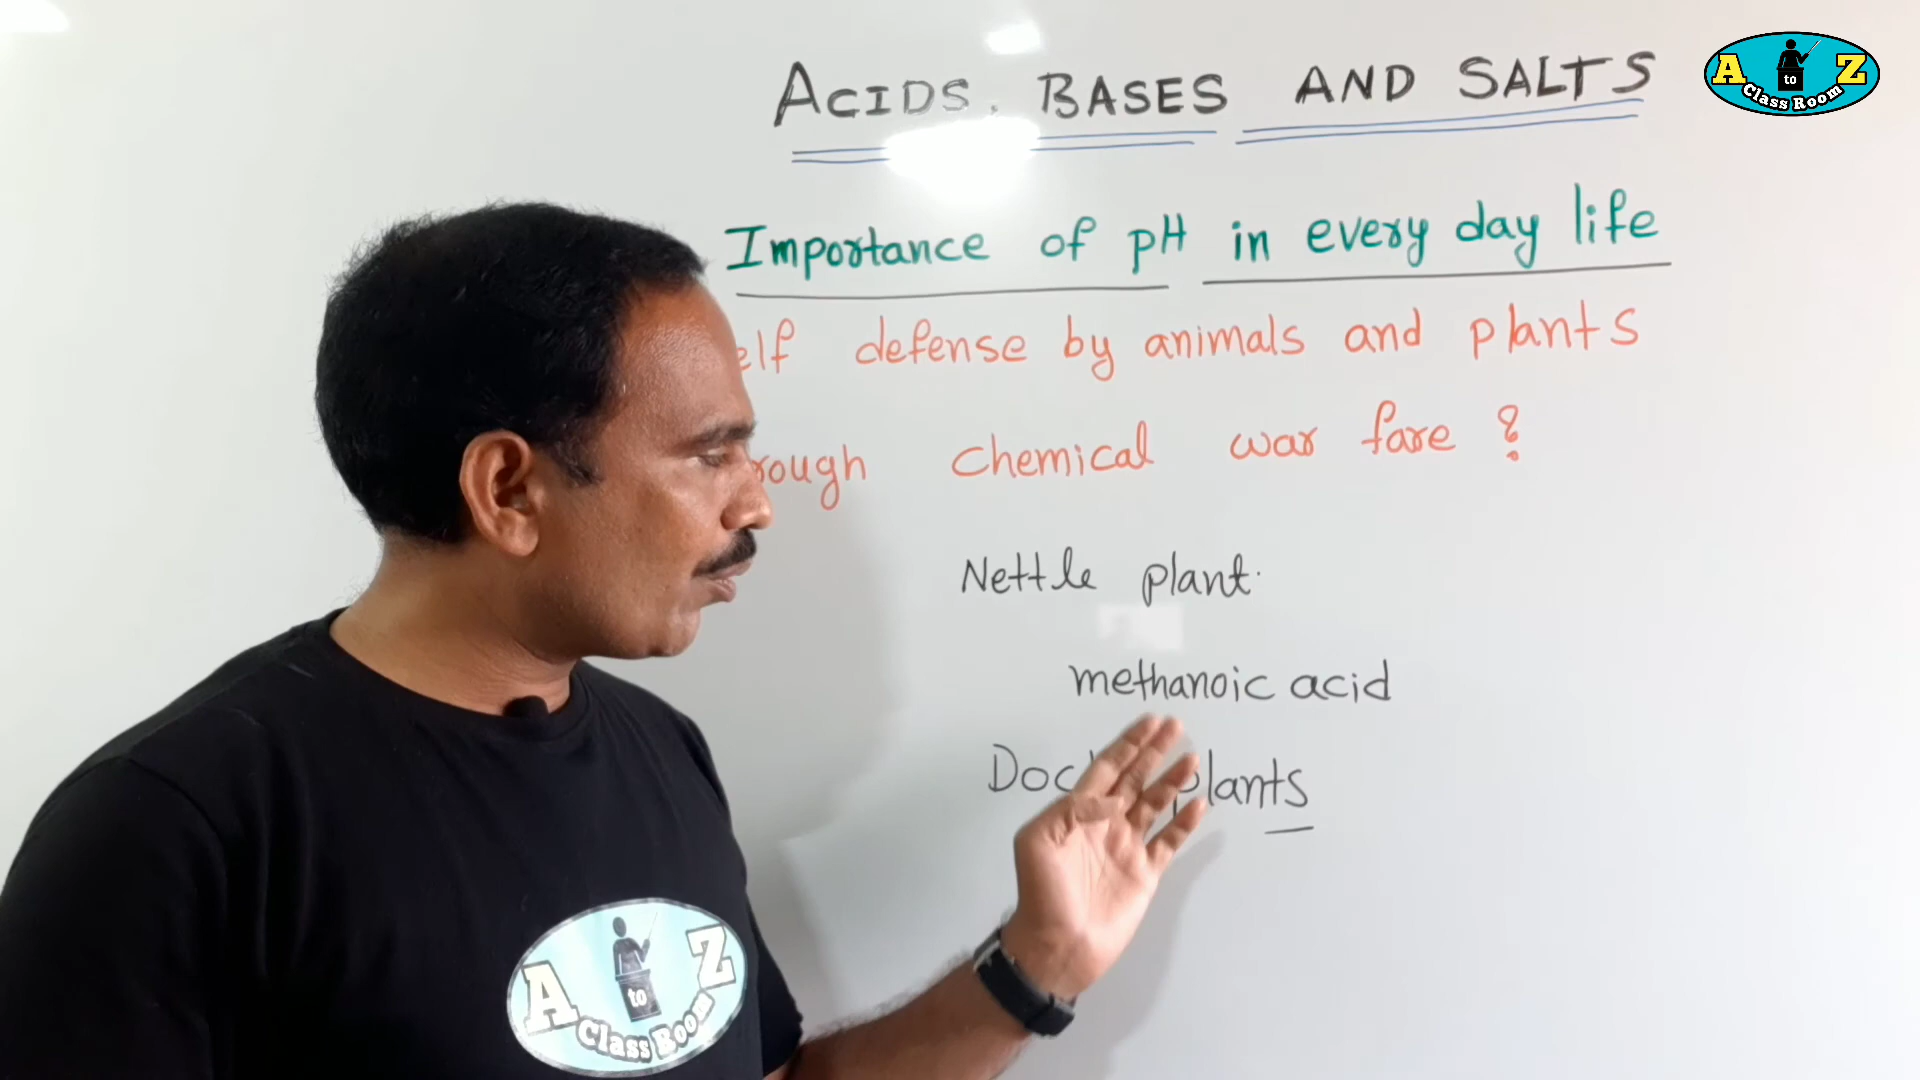 ACIDS, BASES AND SALTS
A to Z
Class Room
Importance of pH in every day life
elf defense by animals and plants
rough chemical war fare ?
Nettle plant.
methanoic acid
plants
A to Z
Class Room